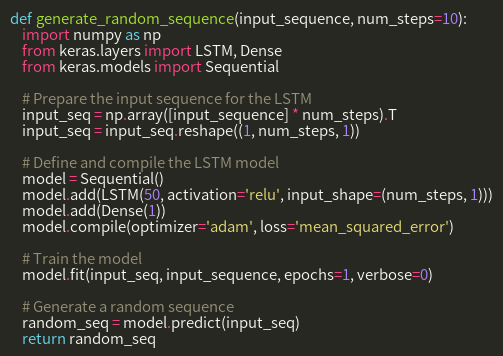 def generate_random_sequence(input_sequence, num_steps=10):
import numpy as np
from keras.layers import LSTM, Dense
from keras.models import Sequential
# Prepare the input sequence for the LSTM
input_seq = np.array([input_sequence] * num_steps).T
input_seq = input_seq.reshape((1, num_steps, 1))
# Define and compile the LSTM model
model = Sequential()
model.add(LSTM(50, activation='relu', input_shape=(num_steps, 1)))
model.add(Dense(1))
model.compile(optimizer='adam', loss='mean_squared_error')
# Train the model
model.fit(input_seq, input_sequence, epochs=1, verbose=0)
# Generate a random sequence
random_seq = model.predict(input_seq)
return random_seq